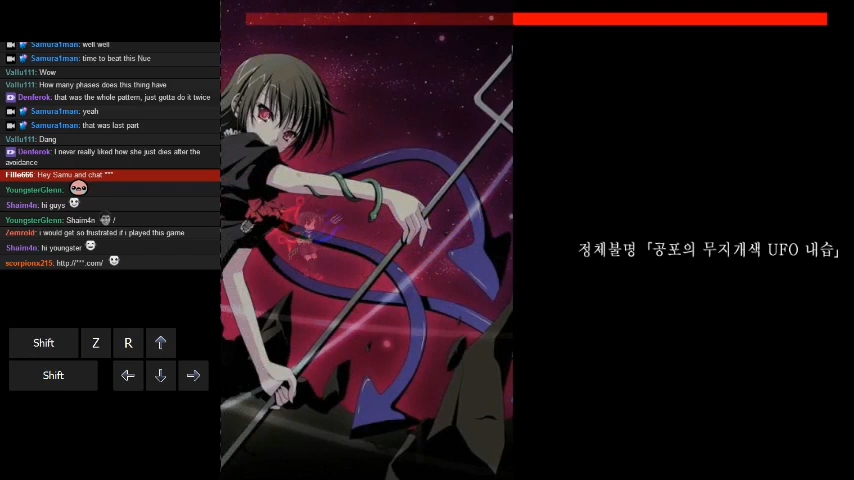 Samura1man: well well
Samura1man: time to beat this Nue
Vallu111: Wow
Vallu111: How many phases does this thing have
Denferok: that was the whole pattern, just gotta do it twice
Samura1man: yeah
Samura1man: that was last part
Vallu111: Dang
Denferok: I never really liked how she just dies after the
avoidance
Fille666: Hey Samu and chat ***
YoungsterGlenn:
Shaim4n: hi guys
YoungsterGlenn: Shaim4n /
Zemroid: i would get so frustrated if i played this game
Shaim4n: hi youngster
scorpionx215: http://***.com/
Shift Z R ↑
Shift ← ↓ →
정체불명「공포의 무지개색 UFO 내습」